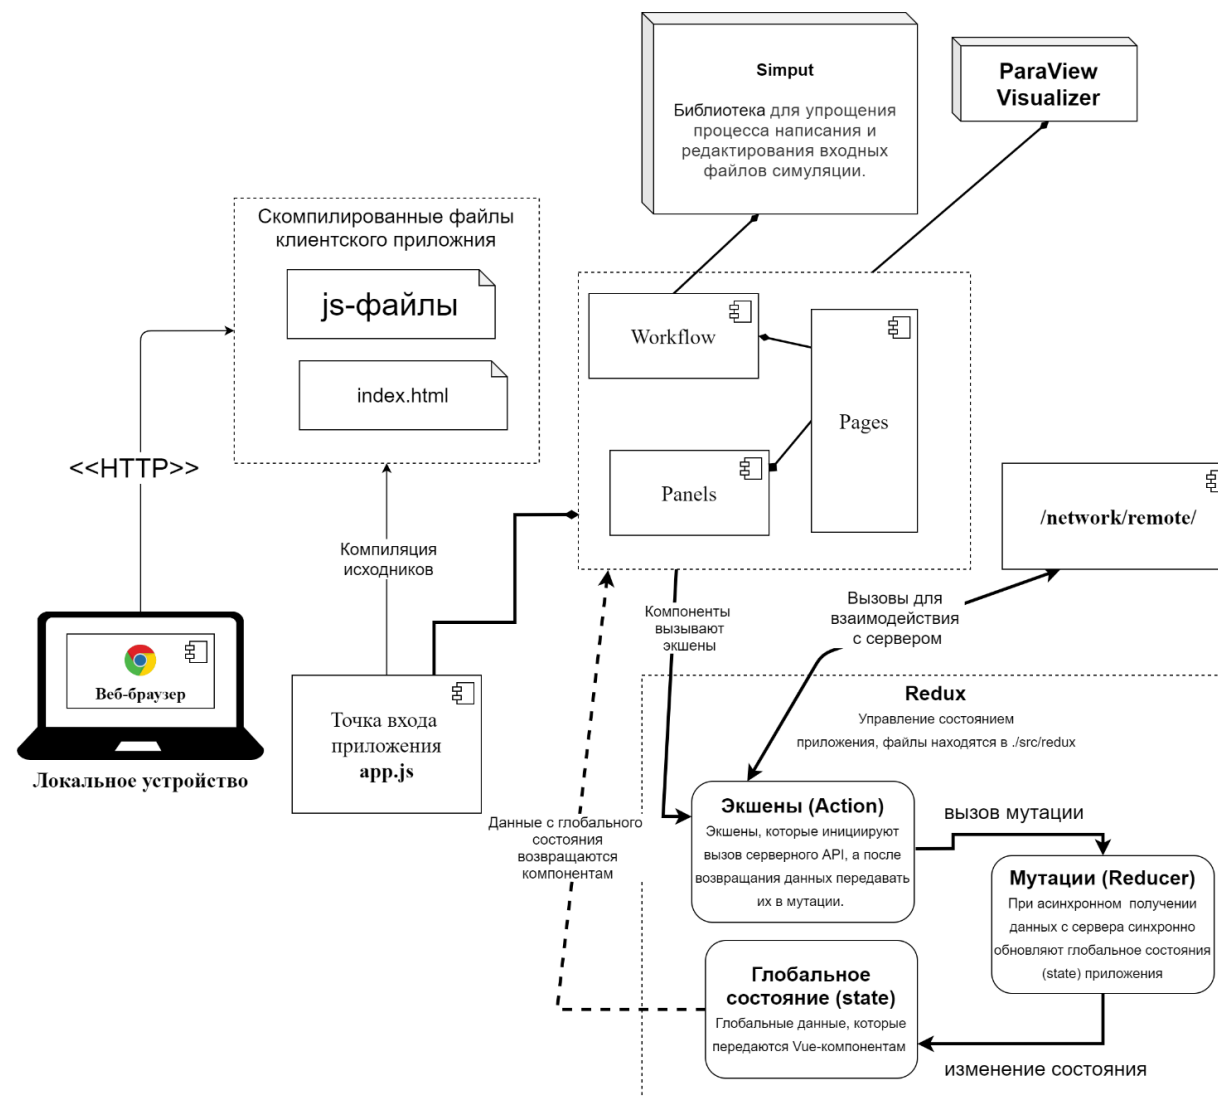 Simput
Библиотека для упрощения
процесса написания и
редактирования входных
файлов симуляции.
ParaView
Visualizer
Скомпилированные файлы
клиентского приложния
js-файлы
index.html
Workflow
Pages
Panels
<<HTTP>>
/network/remote/
Компиляция
исходников
Компоненты
вызывают
экшены
Вызовы для
взаимодействия
с сервером
Веб-браузер
Локальное устройство
Точка входа
приложения
app.js
Redux
Управление состоянием
приложения, файлы находятся в ./src/redux
Данные с глобального
состояния
возвращаются
компонентам
Экшены (Action)
Экшены, которые инициируют
вызов серверного API, а после
возвращания данных передавать
их в мутации.
вызов мутации
Мутации (Reducer)
При асинхронном получении
данных с сервера синхронно
обновляют глобальное состояния
(state) приложения
Глобальное
состояние (state)
Глобальные данные, которые
передаются Vue-компонентам
изменение состояния